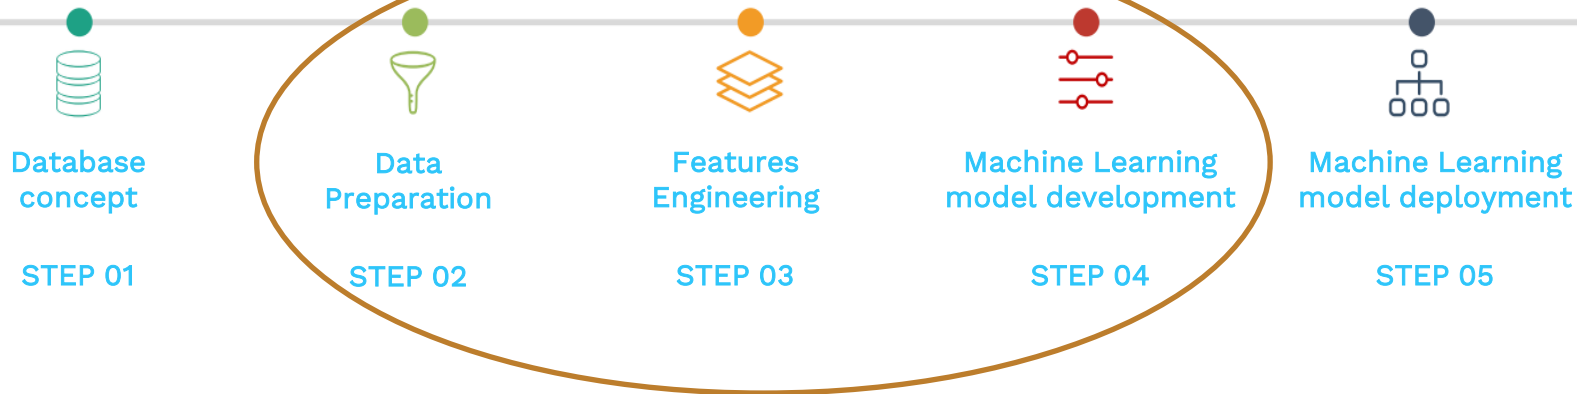 Database
concept
STEP 01
Data
Preparation
STEP 02
Features
Engineering
STEP 03
Machine Learning
model development
STEP 04
Machine Learning
model deployment
STEP 05